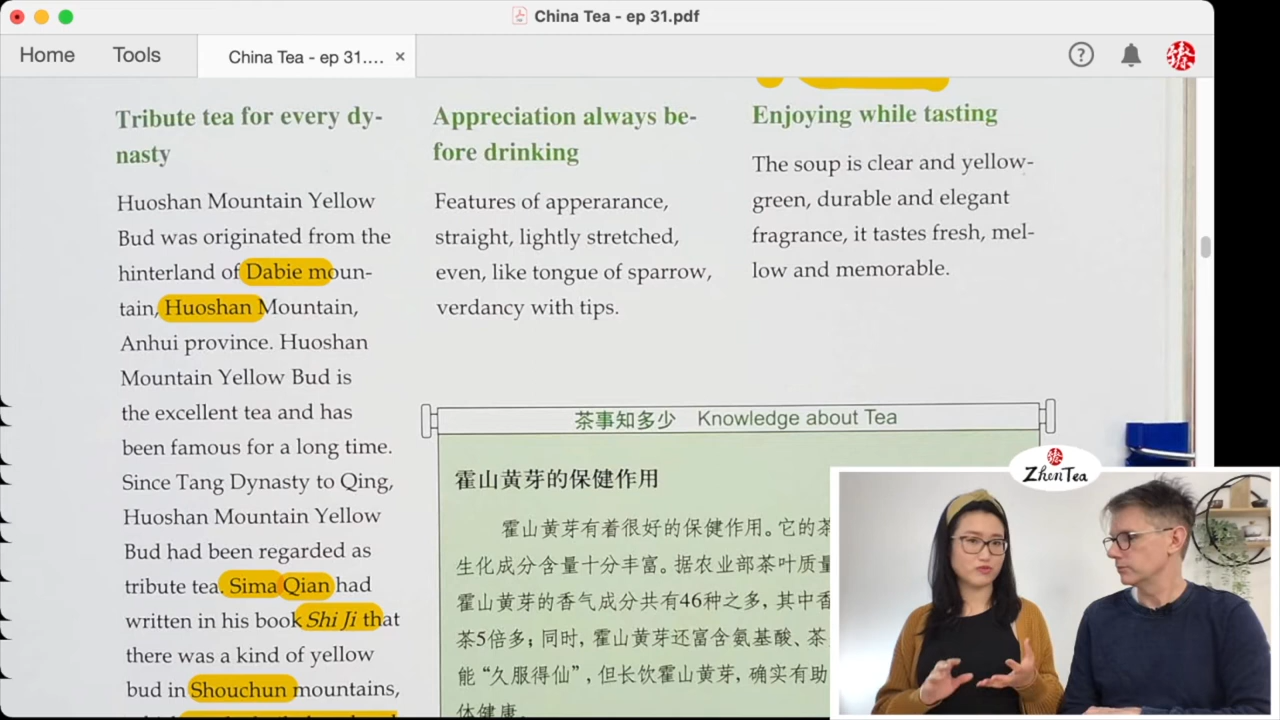 China Tea - ep 31.pdf
Home
Tools
China Tea - ep 31....
Tribute tea for every dy-
nasty
Huoshan Mountain Yellow
Bud was originated from the
hinterland of Dabie moun-
tain, Huoshan Mountain,
Anhui province. Huoshan
Mountain Yellow Bud is
the excellent tea and has
been famous for a long time.
Since Tang Dynasty to Qing,
Huoshan Mountain Yellow
Bud had been regarded as
tribute tea. Sima Qian had
written in his book Shi Ji that
there was a kind of yellow
bud in Shouchun mountains,
Appreciation always be-
fore drinking
Features of apperarance,
straight, lightly stretched,
even, like tongue of sparrow,
verdancy with tips.
Enjoying while tasting
The soup is clear and yellow-
green, durable and elegant
fragrance, it tastes fresh, mel-
low and memorable.
茶事知多少 Knowledge about Tea
霍山黄芽的保健作用
霍山黄芽有着很好的保健作用。它的茶
生化成分含量十分丰富。据农业部茶叶质量
霍山黄芽的香气成分共有46种之多，其中香
茶5倍多；同时，霍山黄芽还富含氨基酸、茶
能“久服得仙”，但长饮霍山黄芽，确实有助
体健康。
ZhenTea